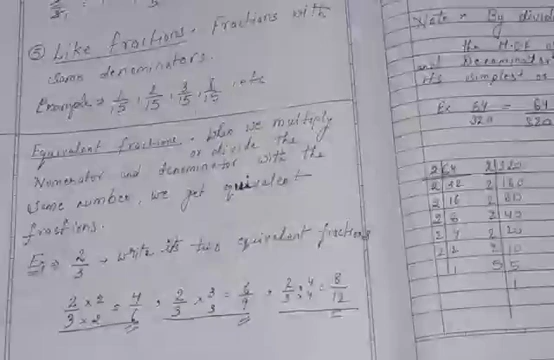 ⑤ Like fractions. Fractions with
same denominators.
Example → 1/15, 2/15, 3/15,
Equivalent fractions. when we multiply
or divide the
Numerator and denominator with the
same number, we get equivalent
fractions.
Ex → 2/3 → write its two equivalent fractions
2×2/3×2 = 4/6, 2/3 × 3/3 = 6/9, 2/3 × 4/4 = 8/12
Note → By divid
the H.C.F o
and Denominator
its simplest
Ex 64/320 = 64/320
2|64 2|320
2|32 2|160
2|16 2|80
2|8 2|40
2|4 2|20
2|2 2|10
1 5|5
1